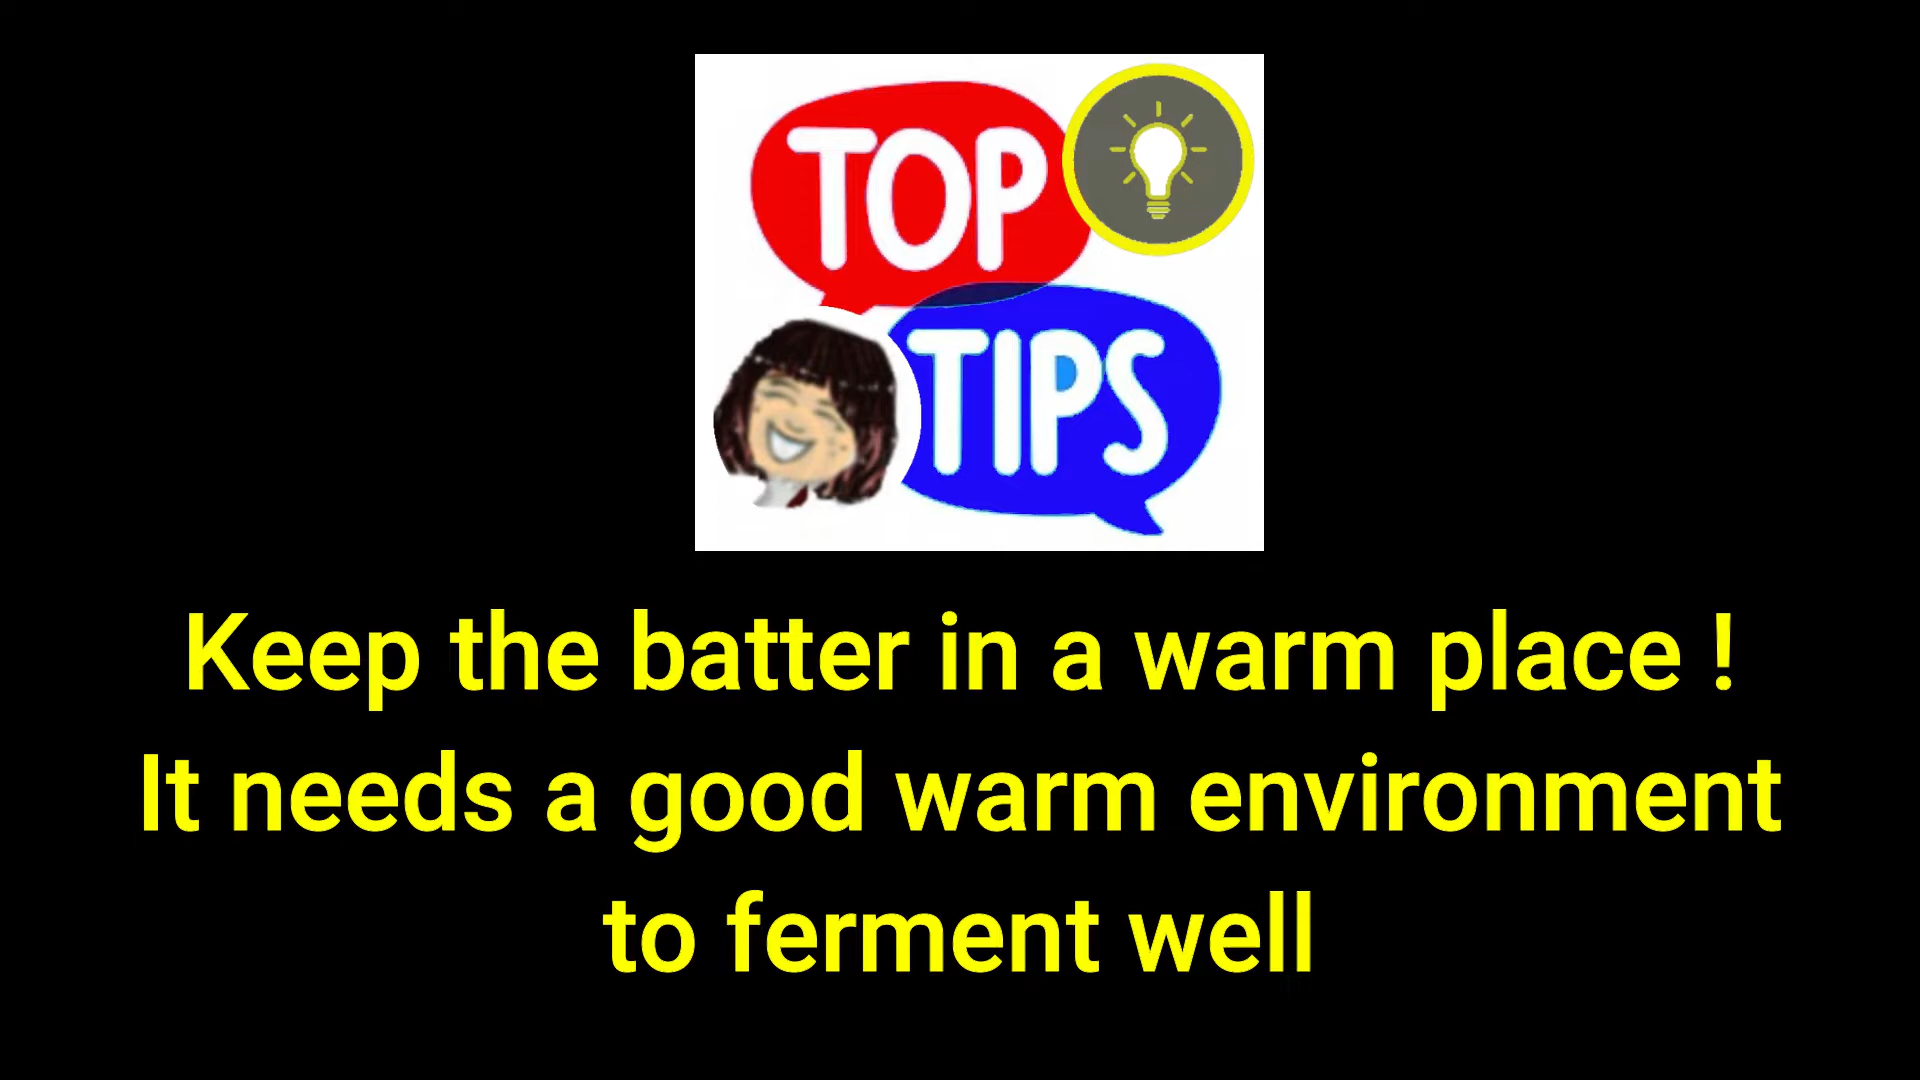 TOP
TIPS
Keep the batter in a warm place !
It needs a good warm environment
to ferment well